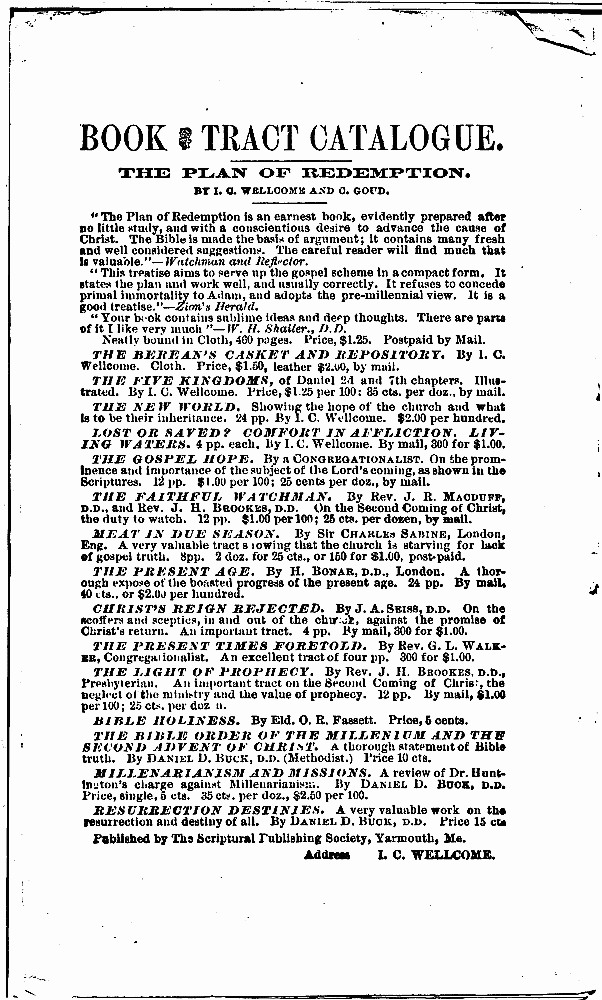 BOOK & TRACT CATALOGUE.
THE PLAN OF REDEMPTION.
BY I. C. WELLCOME AND C. GOUD.
"The Plan of Redemption is an earnest book, evidently prepared after
no little study, and with a conscientious desire to advance the cause of
Christ. The Bible is made the basis of argument; it contains many fresh
and well considered suggestions. The careful reader will find much that
is valuable."—Watchman and Reflector.
"This treatise aims to serve up the gospel scheme in a compact form. It
states the plan and work well, and usually correctly. It refuses to concede
primal immortality to Adam, and adopts the pre-millennial view. It is a
good treatise."—Zion's Herald.
"Your book contains sublime ideas and deep thoughts. There are parts
of it I like very much"—W. H. Shailer, D.D.
Neatly bound in Cloth, 460 pages. Price, $1.25. Postpaid by Mail.
THE BEREAN'S CASKET AND REPOSITORY. By I. C.
Wellcome. Cloth. Price, $1.50, leather $2.00, by mail.
THE FIVE KINGDOMS, of Daniel 2d and 7th chapters. Illus-
trated. By I. C. Wellcome. Price, $1.25 per 100: 35 cts. per doz., by mail.
THE NEW WORLD. Showing the hope of the church and what
is to be their inheritance. 24 pp. By I. C. Wellcome. $2.00 per hundred.
LOST OR SAVED? COMFORT IN AFFLICTION. LIV-
ING WATERS. 4 pp. each. By I. C. Wellcome. By mail, 300 for $1.00.
THE GOSPEL HOPE. By a CONGREGATIONALIST. On the prom-
inence and importance of the subject of the Lord's coming, as shown in the
Scriptures. 12 pp. $1.00 per 100; 25 cents per doz., by mail.
THE FAITHFUL WATCHMAN. By Rev. J. R. MACDUFF,
D.D., and Rev. J. H. BROOKES, D.D. On the Second Coming of Christ,
the duty to watch. 12 pp. $1.00 per 100; 25 cts. per dozen, by mail.
MEAT IN DUE SEASON. By Sir CHARLES SABINE, London,
Eng. A very valuable tract showing that the church is starving for lack
of gospel truth. 8pp. 2 doz. for 25 cts., or 150 for $1.00, post-paid.
THE PRESENT AGE. By H. BONAR, D.D., London. A thor-
ough expose of the boasted progress of the present age. 24 pp. By mail,
40 cts., or $2.00 per hundred.
CHRIST'S REIGN REJECTED. By J. A. SEISS, D.D. On the
scoffers and sceptics, in and out of the church, against the promise of
Christ's return. An important tract. 4 pp. By mail, 300 for $1.00.
THE PRESENT TIMES FORETOLD. By Rev. G. L. WALK-
ER, Congregationalist. An excellent tract of four pp. 300 for $1.00.
THE LIGHT OF PROPHECY. By Rev. J. H. BROOKES, D.D.,
Presbyterian. An important tract on the Second Coming of Christ, the
neglect of the ministry and the value of prophecy. 12 pp. By mail, $1.00
per 100; 25 cts. per doz n.
BIBLE HOLINESS. By Eld. O. R. Fassett. Price, 5 cents.
THE BIBLE ORDER OF THE MILLENIUM AND THE
SECOND ADVENT OF CHRIST. A thorough statement of Bible
truth. By DANIEL D. BUCK, D.D. (Methodist.) Price 10 cts.
MILLENARIANISM AND MISSIONS. A review of Dr. Hunt-
ington's charge against Millenarianism. By DANIEL D. BUCK, D.D.
Price, single, 5 cts. 35 cts. per doz., $2.50 per 100.
RESURRECTION DESTINIES. A very valuable work on the
resurrection and destiny of all. By DANIEL D. BUCK, D.D. Price 15 cts
Published by The Scriptural Publishing Society, Yarmouth, Me.
Address I. C. WELLCOME.